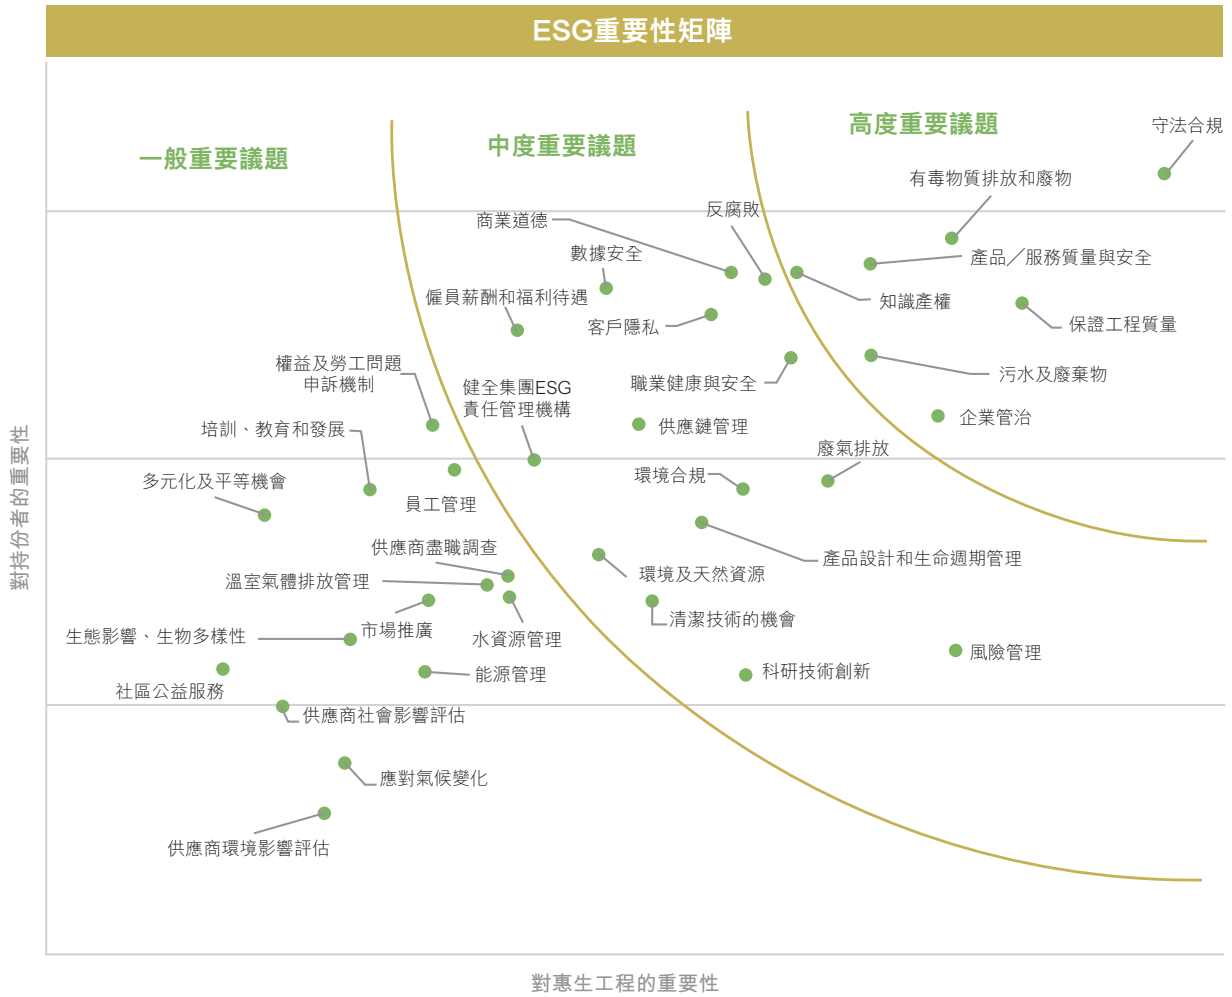 ESG重要性矩陣
一般重要議題
中度重要議題
高度重要議題
守法合規
有毒物質排放和廢物
商業道德
反腐敗
數據安全
產品╱服務質量與安全
僱員薪酬和福利待遇
知識產權
客戶隱私
保證工程質量
權益及勞工問題
申訴機制
健全集團ESG
責任管理機構
職業健康與安全
污水及廢棄物
培訓、教育和發展
供應鏈管理
企業管治
廢氣排放
多元化及平等機會
環境合規
員工管理
供應商盡職調查
產品設計和生命週期管理
溫室氣體排放管理
環境及天然資源
生態影響、生物多樣性
市場推廣
水資源管理
清潔技術的機會
能源管理
科研技術創新
風險管理
社區公益服務
供應商社會影響評估
應對氣候變化
供應商環境影響評估
對持份者的重要性
對惠生工程的重要性